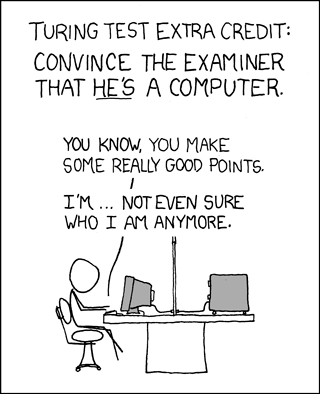 TURING TEST EXTRA CREDIT:
CONVINCE THE EXAMINER
THAT HE'S A COMPUTER.
YOU KNOW, YOU MAKE
SOME REALLY GOOD POINTS.
I'M ... NOT EVEN SURE
WHO I AM ANYMORE.